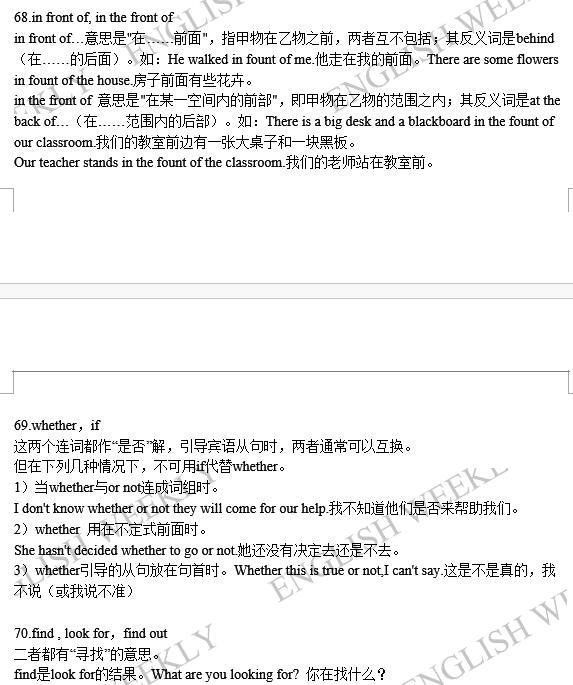 68.in front of, in the front of
in front of…意思是"在……前面"，指甲物在乙物之前，两者互不包括；其反义词是behind
（在……的后面）。如：He walked in fount of me.他走在我的前面。There are some flowers
in fount of the house.房子前面有些花卉。
in the front of 意思是"在某一空间内的前部"，即甲物在乙物的范围之内；其反义词是at the
back of…（在……范围内的后部）。如：There is a big desk and a blackboard in the fount of
our classroom.我们的教室前边有一张大桌子和一块黑板。
Our teacher stands in the fount of the classroom.我们的老师站在教室前。
69.whether，if
这两个连词都作“是否”解，引导宾语从句时，两者通常可以互换。
但在下列几种情况下，不可用if代替whether。
1）当whether与or not连成词组时。
I don't know whether or not they will come for our help.我不知道他们是否来帮助我们。
2）whether 用在不定式前面时。
She hasn't decided whether to go or not.她还没有决定去还是不去。
3）whether引导的从句放在句首时。Whether this is true or not,I can't say.这是不是真的，我
不说（或我说不准）
70.find , look for，find out
二者都有“寻找”的意思。
find是look for的结果。What are you looking for? 你在找什么？
ENGLISH WEEKLY